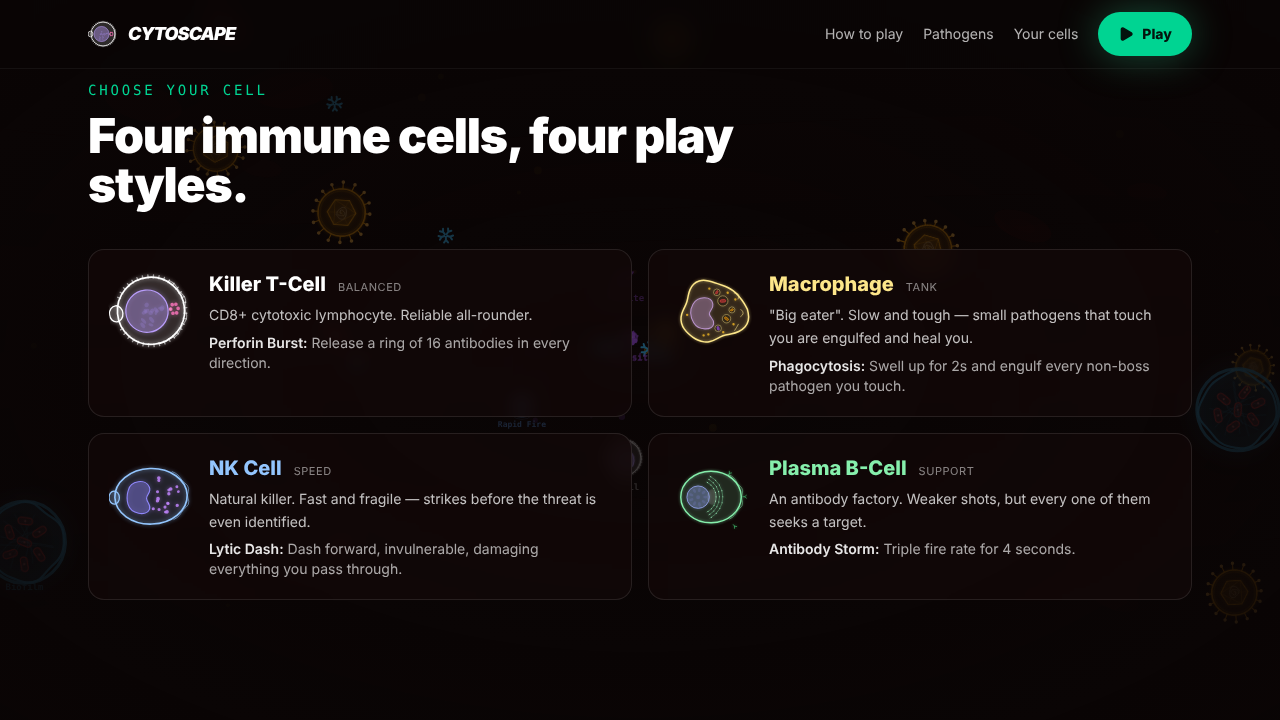 CYTOSCAPE
How to play
Pathogens
Your cells
Play
CHOOSE YOUR CELL
Four immune cells, four play
styles.
Killer T-Cell BALANCED
CD8+ cytotoxic lymphocyte. Reliable all-rounder.
Perforin Burst: Release a ring of 16 antibodies in every
direction.
Macrophage TANK
"Big eater". Slow and tough — small pathogens that touch
you are engulfed and heal you.
Phagocytosis: Swell up for 2s and engulf every non-boss
pathogen you touch.
Rapid Fire
NK Cell SPEED
Natural killer. Fast and fragile — strikes before the threat is
even identified.
Lytic Dash: Dash forward, invulnerable, damaging
everything you pass through.
Plasma B-Cell SUPPORT
An antibody factory. Weaker shots, but every one of them
seeks a target.
Antibody Storm: Triple fire rate for 4 seconds.